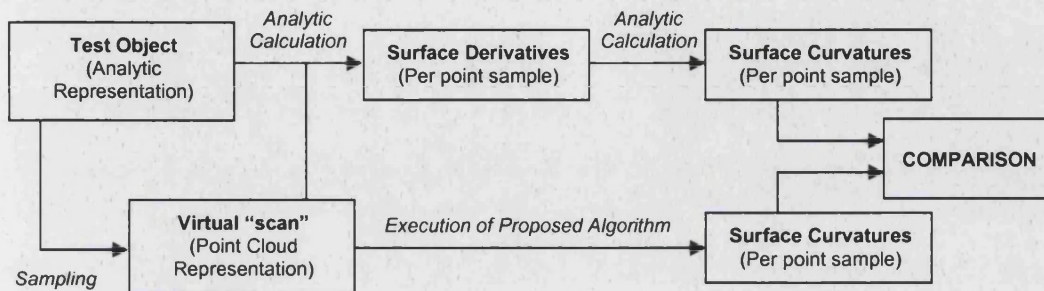 Test Object
(Analytic
Representation)
Analytic
Calculation
Surface Derivatives
(Per point sample)
Analytic
Calculation
Surface Curvatures
(Per point sample)
COMPARISON
Virtual “scan”
(Point Cloud
Representation)
Execution of Proposed Algorithm
Surface Curvatures
(Per point sample)
Sampling